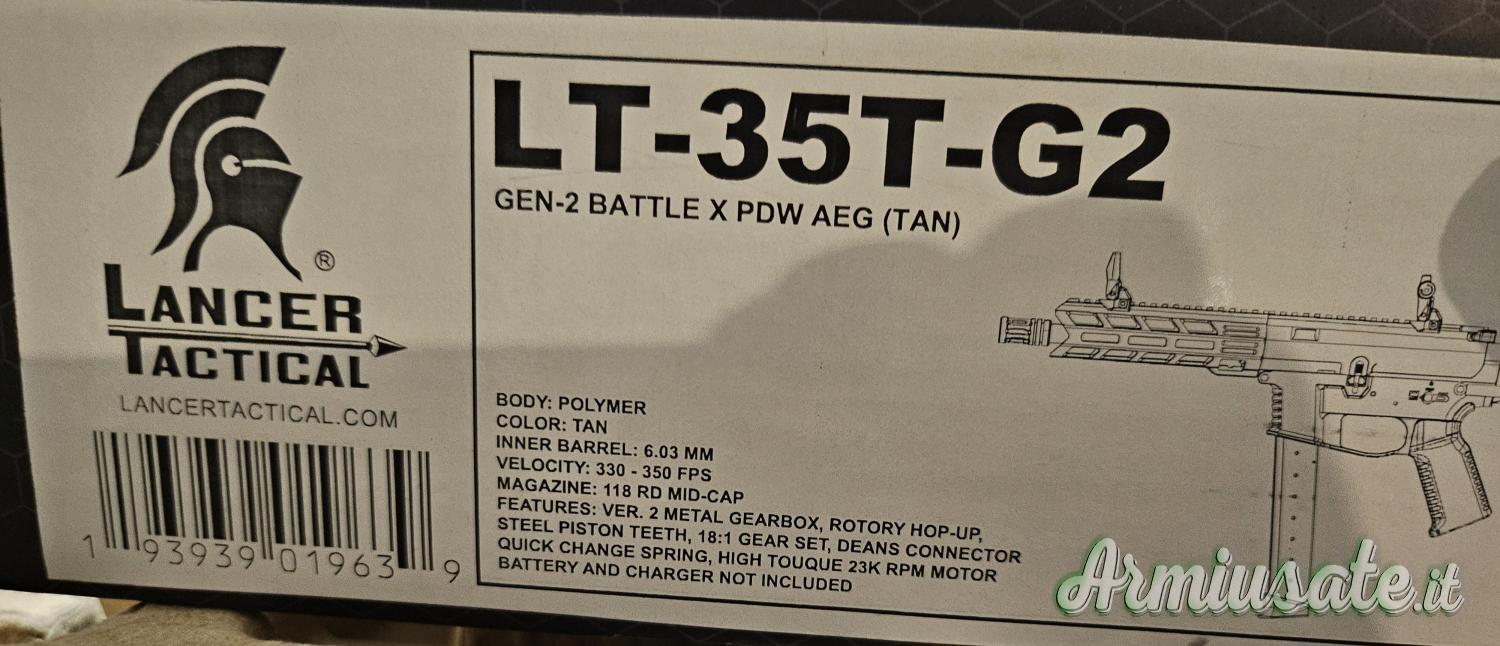 LANCER
TACTICAL
®
LANCERTACTICAL.COM
1 93939 01963 9
LT-35T-G2
GEN-2 BATTLE X PDW AEG (TAN)
BODY: POLYMER
COLOR: TAN
INNER BARREL: 6.03 MM
VELOCITY: 330 - 350 FPS
MAGAZINE: 118 RD MID-CAP
FEATURES: VER. 2 METAL GEARBOX, ROTORY HOP-UP,
STEEL PISTON TEETH, 18:1 GEAR SET, DEANS CONNECTOR
QUICK CHANGE SPRING, HIGH TOUQUE 23K RPM MOTOR
BATTERY AND CHARGER NOT INCLUDED
Armiusate.it